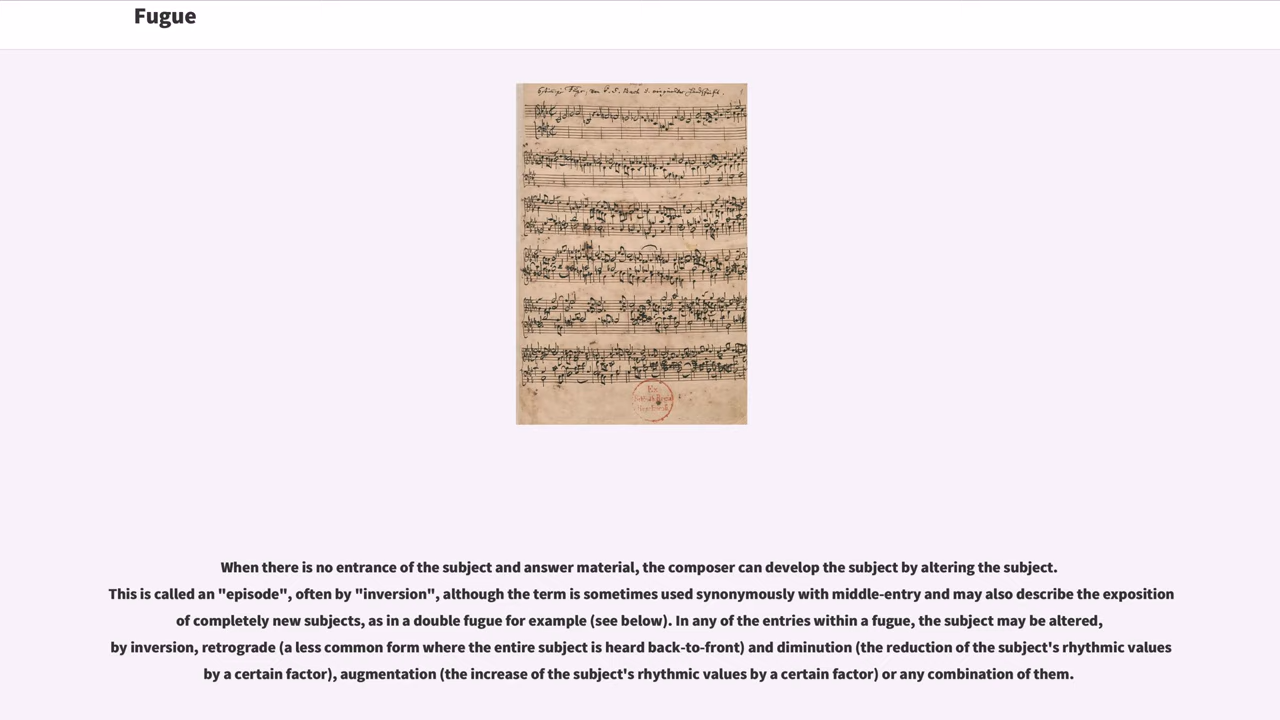 Fugue
When there is no entrance of the subject and answer material, the composer can develop the subject by altering the subject.
This is called an "episode", often by "inversion", although the term is sometimes used synonymously with middle-entry and may also describe the exposition
of completely new subjects, as in a double fugue for example (see below). In any of the entries within a fugue, the subject may be altered,
by inversion, retrograde (a less common form where the entire subject is heard back-to-front) and diminution (the reduction of the subject's rhythmic values
by a certain factor), augmentation (the increase of the subject's rhythmic values by a certain factor) or any combination of them.